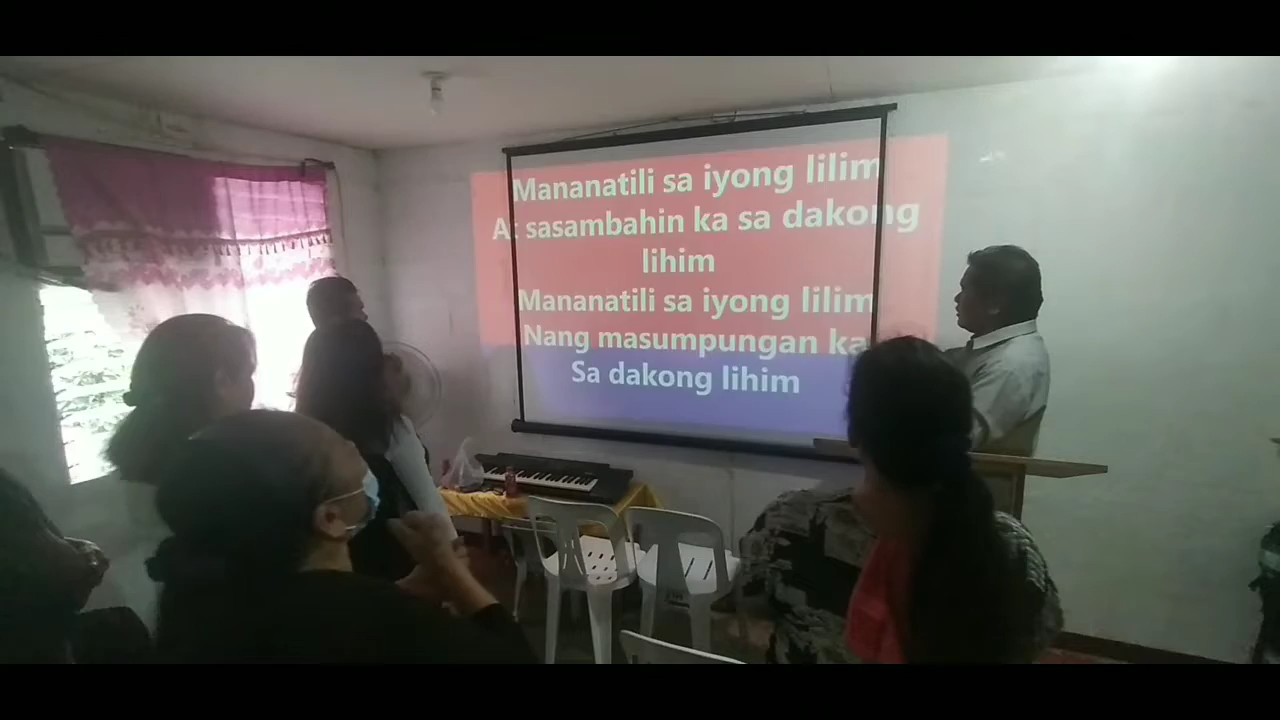 Mananatili sa iyong lilim
At sasambahin ka sa dakong
lihim
Mananatili sa iyong lilim
Nang masumpungan ka
Sa dakong lihim